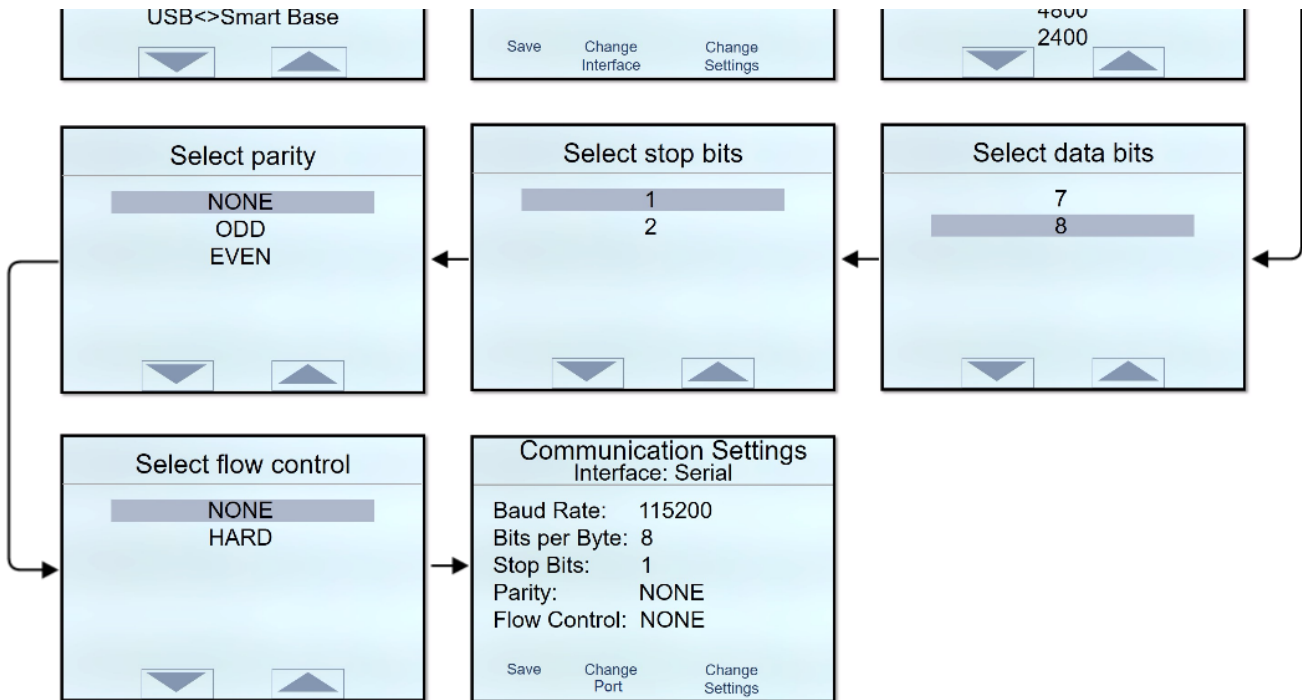 USB<>Smart Base
Save
Change
Interface
Change
Settings
4800
2400
Select parity
NONE
ODD
EVEN
Select stop bits
1
2
Select data bits
7
8
Select flow control
NONE
HARD
Communication Settings
Interface: Serial
Baud Rate: 115200
Bits per Byte: 8
Stop Bits: 1
Parity: NONE
Flow Control: NONE
Save
Change
Port
Change
Settings